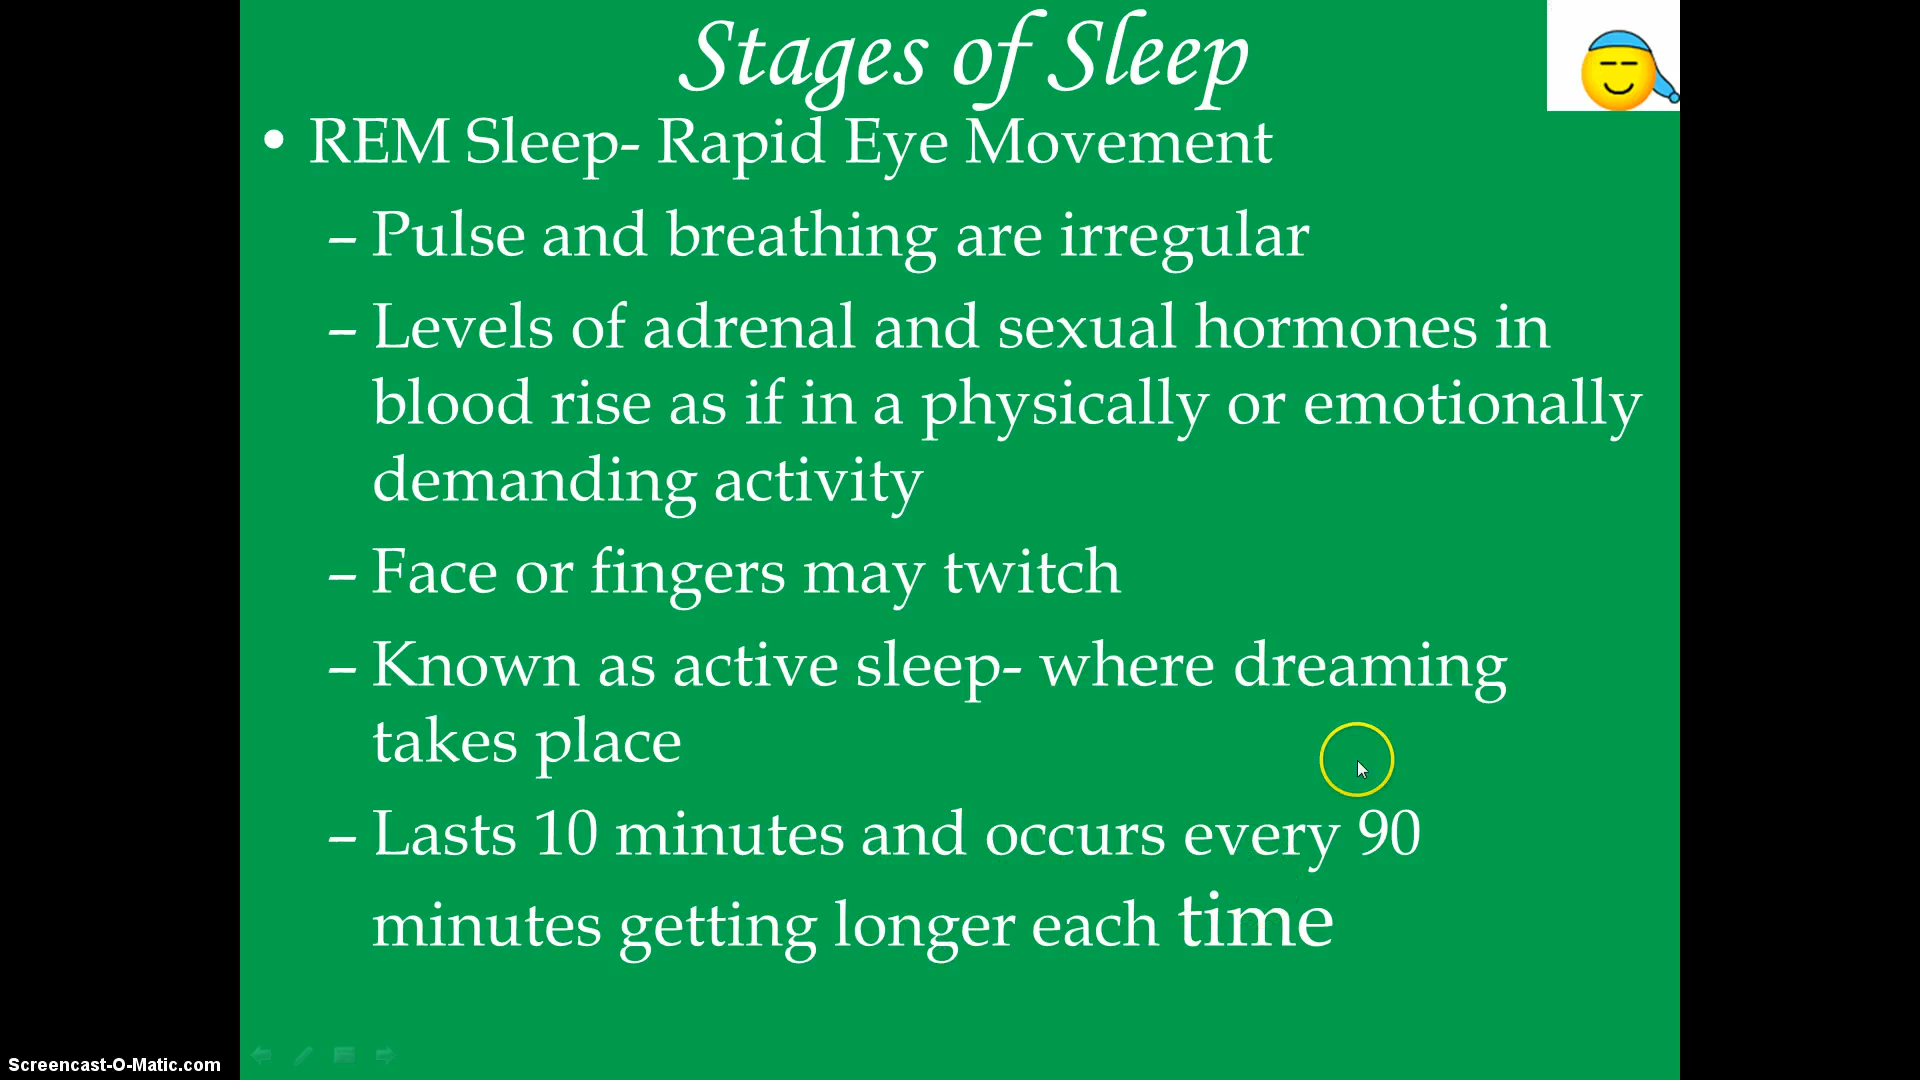 Stages of Sleep
• REM Sleep- Rapid Eye Movement
– Pulse and breathing are irregular
– Levels of adrenal and sexual hormones in
blood rise as if in a physically or emotionally
demanding activity
– Face or fingers may twitch
– Known as active sleep- where dreaming
takes place
– Lasts 10 minutes and occurs every 90
minutes getting longer each time
Screencast-O-Matic.com